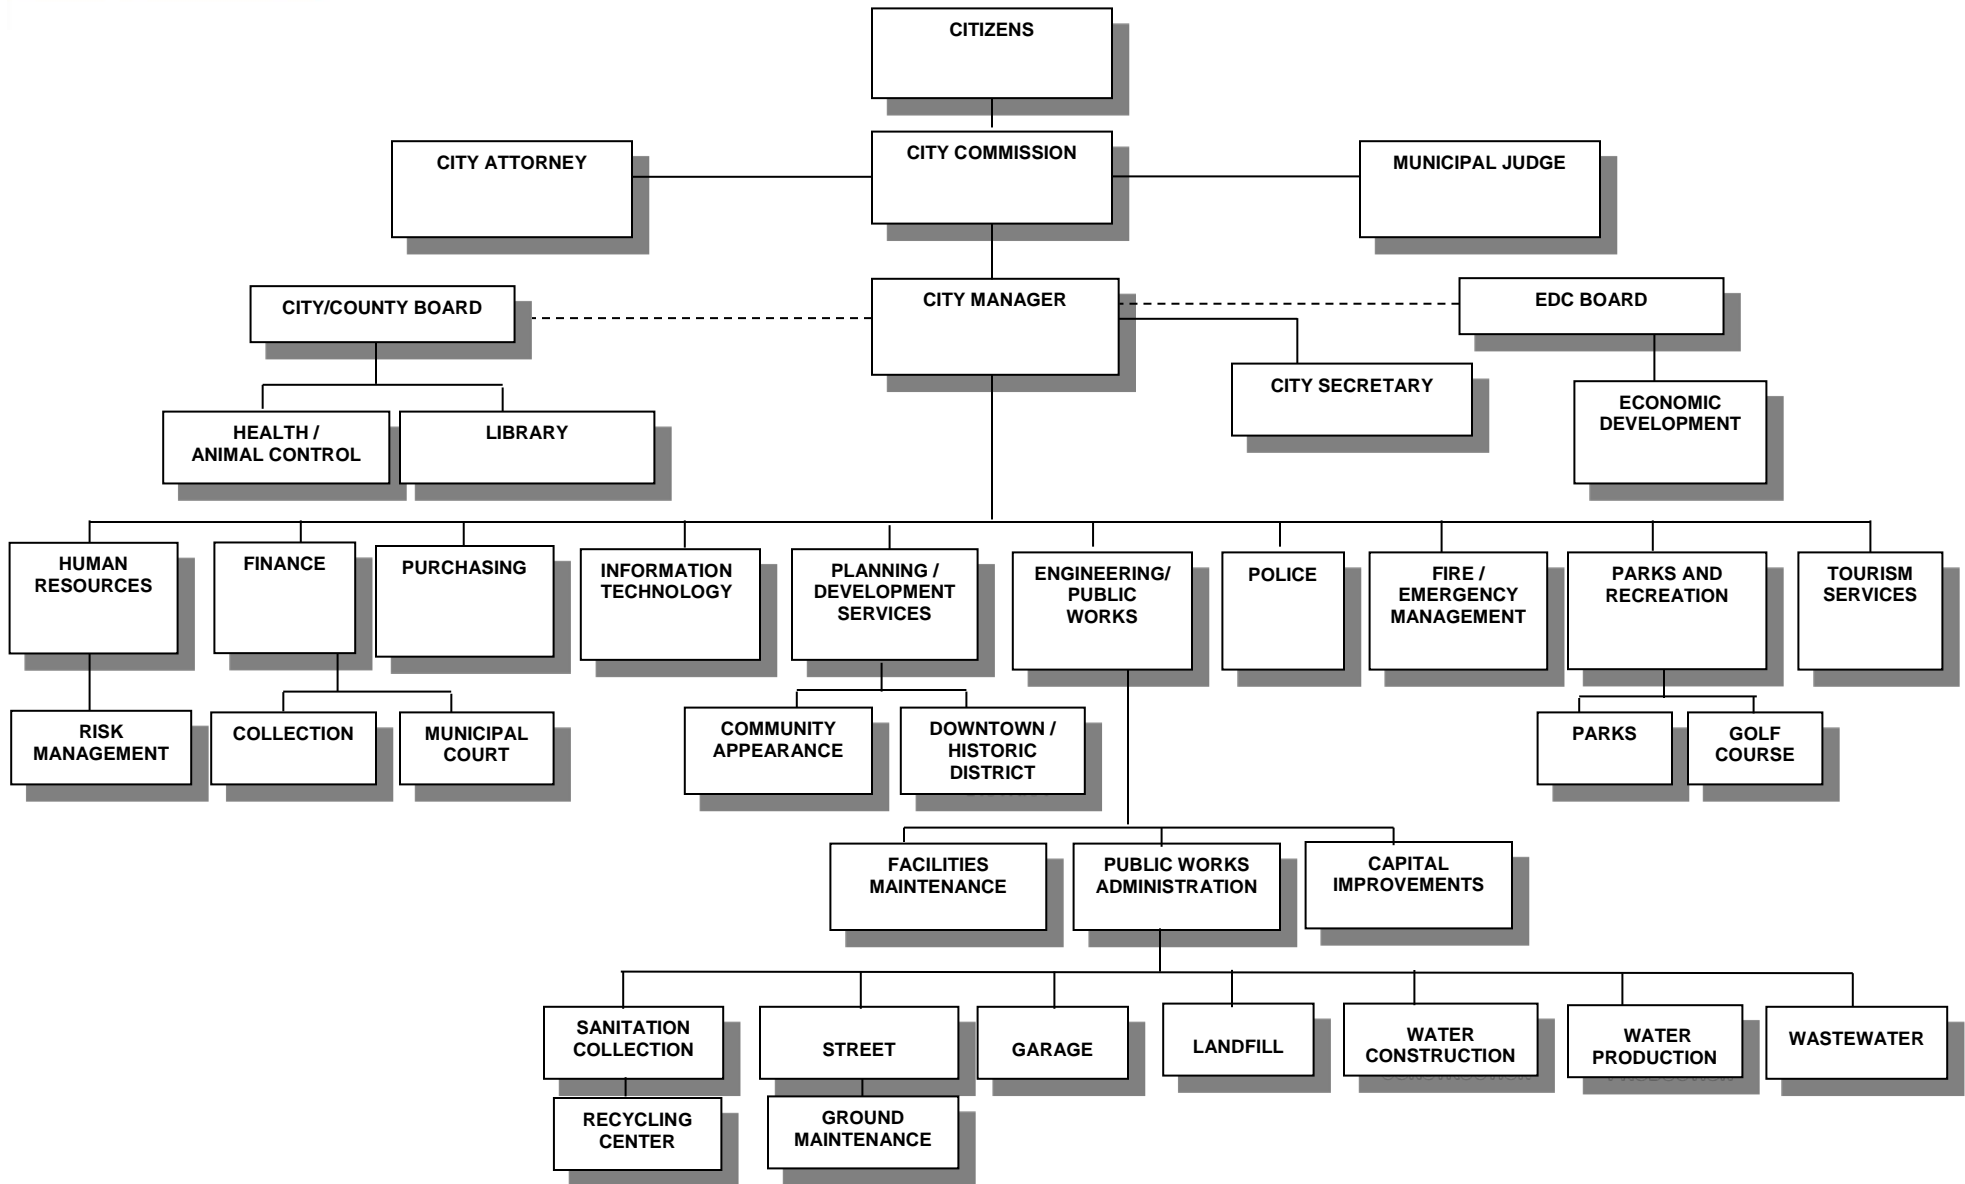 CITIZENS
CITY COMMISSION
CITY ATTORNEY
MUNICIPAL JUDGE
CITY MANAGER
CITY/COUNTY BOARD
EDC BOARD
CITY SECRETARY
HEALTH /
ANIMAL CONTROL
LIBRARY
ECONOMIC
DEVELOPMENT
HUMAN
RESOURCES
FINANCE
PURCHASING
INFORMATION
TECHNOLOGY
PLANNING /
DEVELOPMENT
SERVICES
ENGINEERING/
PUBLIC
WORKS
POLICE
FIRE /
EMERGENCY
MANAGEMENT
PARKS AND
RECREATION
TOURISM
SERVICES
RISK
MANAGEMENT
COLLECTION
MUNICIPAL
COURT
COMMUNITY
APPEARANCE
DOWNTOWN /
HISTORIC
DISTRICT
PARKS
GOLF
COURSE
FACILITIES
MAINTENANCE
PUBLIC WORKS
ADMINISTRATION
CAPITAL
IMPROVEMENTS
SANITATION
COLLECTION
STREET
GARAGE
LANDFILL
WATER
CONSTRUCTION
WATER
PRODUCTION
WASTEWATER
RECYCLING
CENTER
GROUND
MAINTENANCE